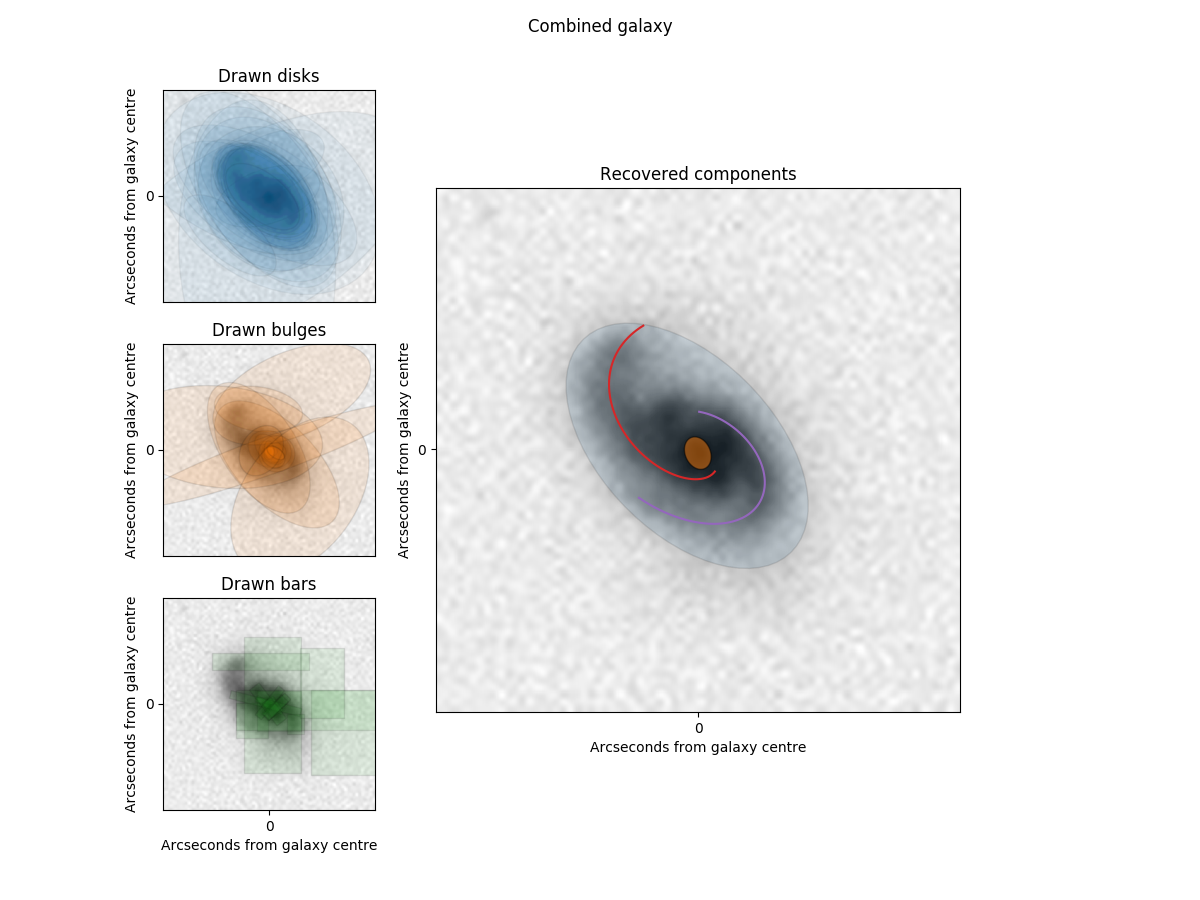 Combined galaxy
Drawn disks
Arcseconds from galaxy centre
0
Drawn bulges
Arcseconds from galaxy centre
0
Drawn bars
Arcseconds from galaxy centre
0
0
Arcseconds from galaxy centre
Recovered components
Arcseconds from galaxy centre
0
0
Arcseconds from galaxy centre